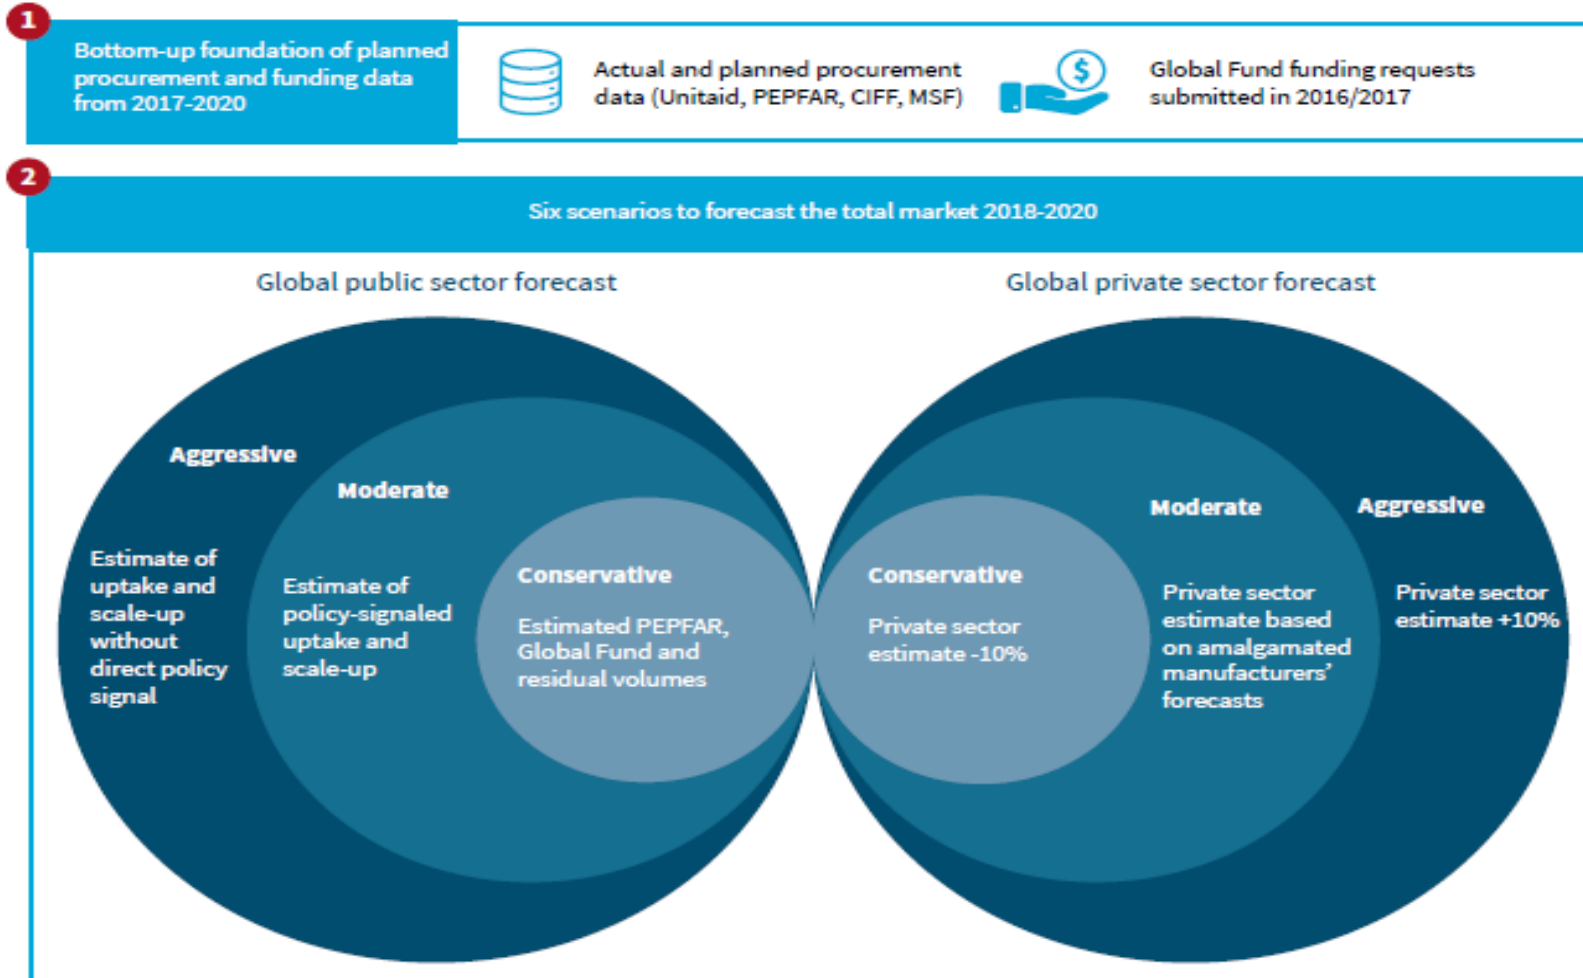 1
Bottom-up foundation of planned
procurement and funding data
from 2017-2020
Actual and planned procurement
data (Unitaid, PEPFAR, CIFF, MSF)
$
Global Fund funding requests
submitted in 2016/2017
2
Six scenarios to forecast the total market 2018-2020
Global public sector forecast
Aggressive
Estimate of
uptake and
scale-up
without
direct policy
signal
Moderate
Estimate of
policy-signaled
uptake and
scale-up
Conservative
Estimated PEPFAR,
Global Fund and
residual volumes
Global private sector forecast
Conservative
Private sector
estimate -10%
Moderate
Private sector
estimate based
on amalgamated
manufacturers’
forecasts
Aggressive
Private sector
estimate +10%